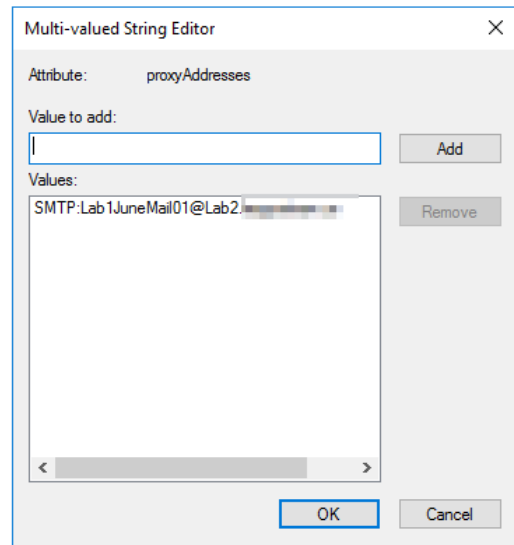 Multi-valued String Editor
Attribute: proxyAddresses
Value to add:
Add
Values:
SMTP:Lab1JuneMail01@Lab2.
Remove
OK Cancel